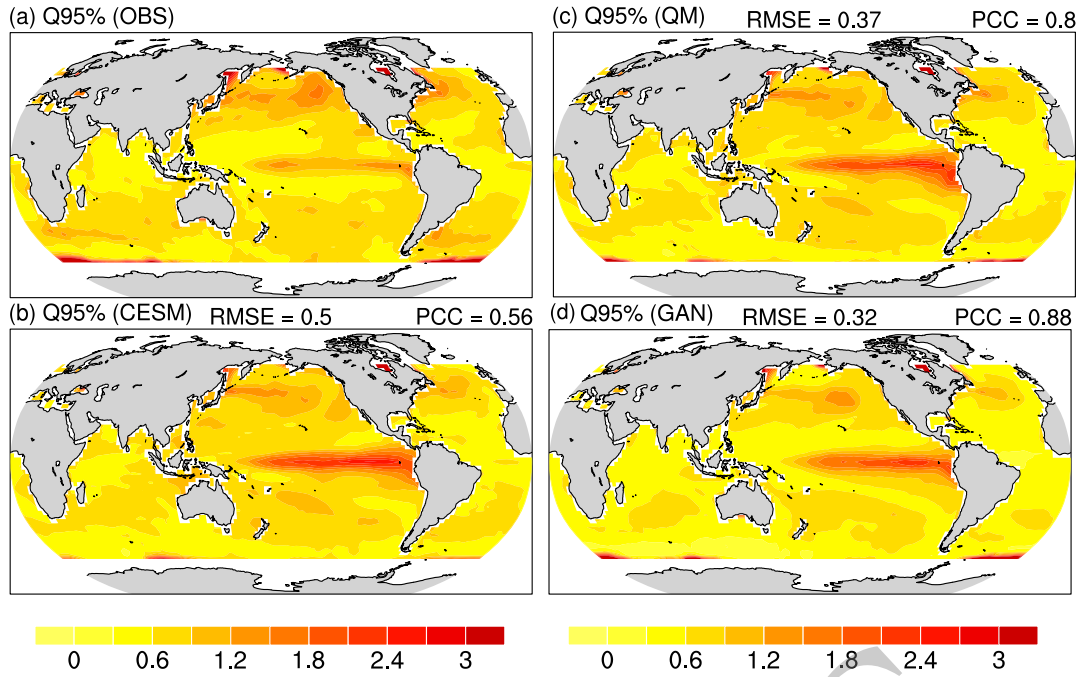 (a) Q95% (OBS)
(c) Q95% (QM) RMSE = 0.37 PCC = 0.8
(b) Q95% (CESM) RMSE = 0.5 PCC = 0.56
(d) Q95% (GAN) RMSE = 0.32 PCC = 0.88
0 0.6 1.2 1.8 2.4 3
0 0.6 1.2 1.8 2.4 3